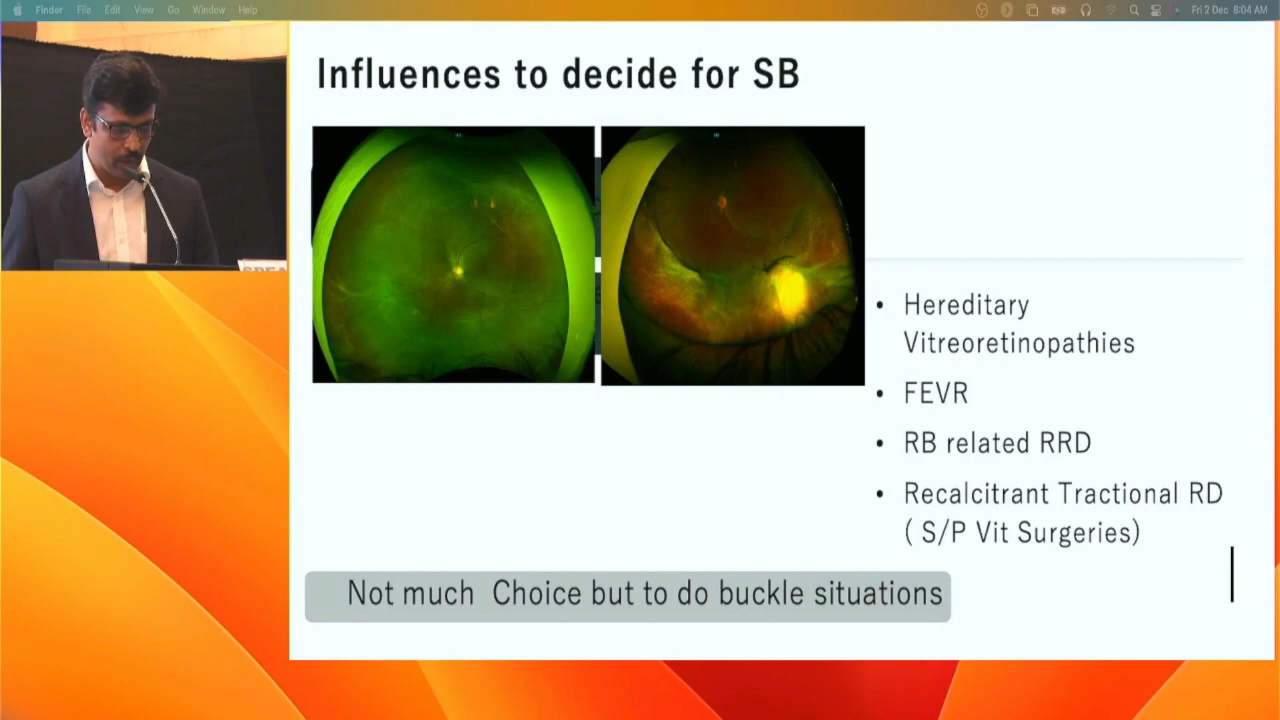 Finder File Edit View Go Window Help
Fri 2 Dec 8:04 AM
Influences to decide for SB
• Hereditary
Vitreoretinopathies
• FEVR
• RB related RRD
• Recalcitrant Tractional RD
( S/P Vit Surgeries)
Not much Choice but to do buckle situations